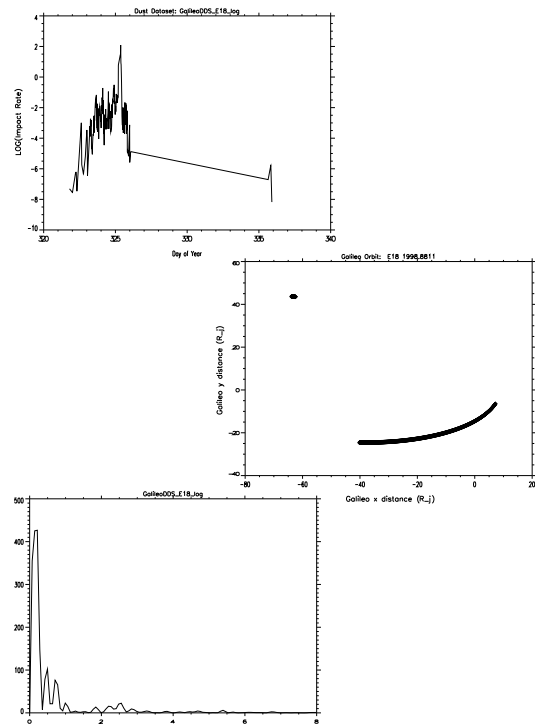 Dust Dataset: GalileoDDS_E18_Jag
4
2
0
-2
-4
-6
-8
-10
LOG(Impact Rate)
320 325 330 335 340
Day of Year
Galileo Orbit: E18 1998.8811
60
40
20
0
-20
-40
Galileo y distance (R_j)
-80 -60 -40 -20 0 20
Galileo x distance (R_j)
GalileoDDS_E18_Jag
500
400
300
200
100
0
0 2 4 6 8